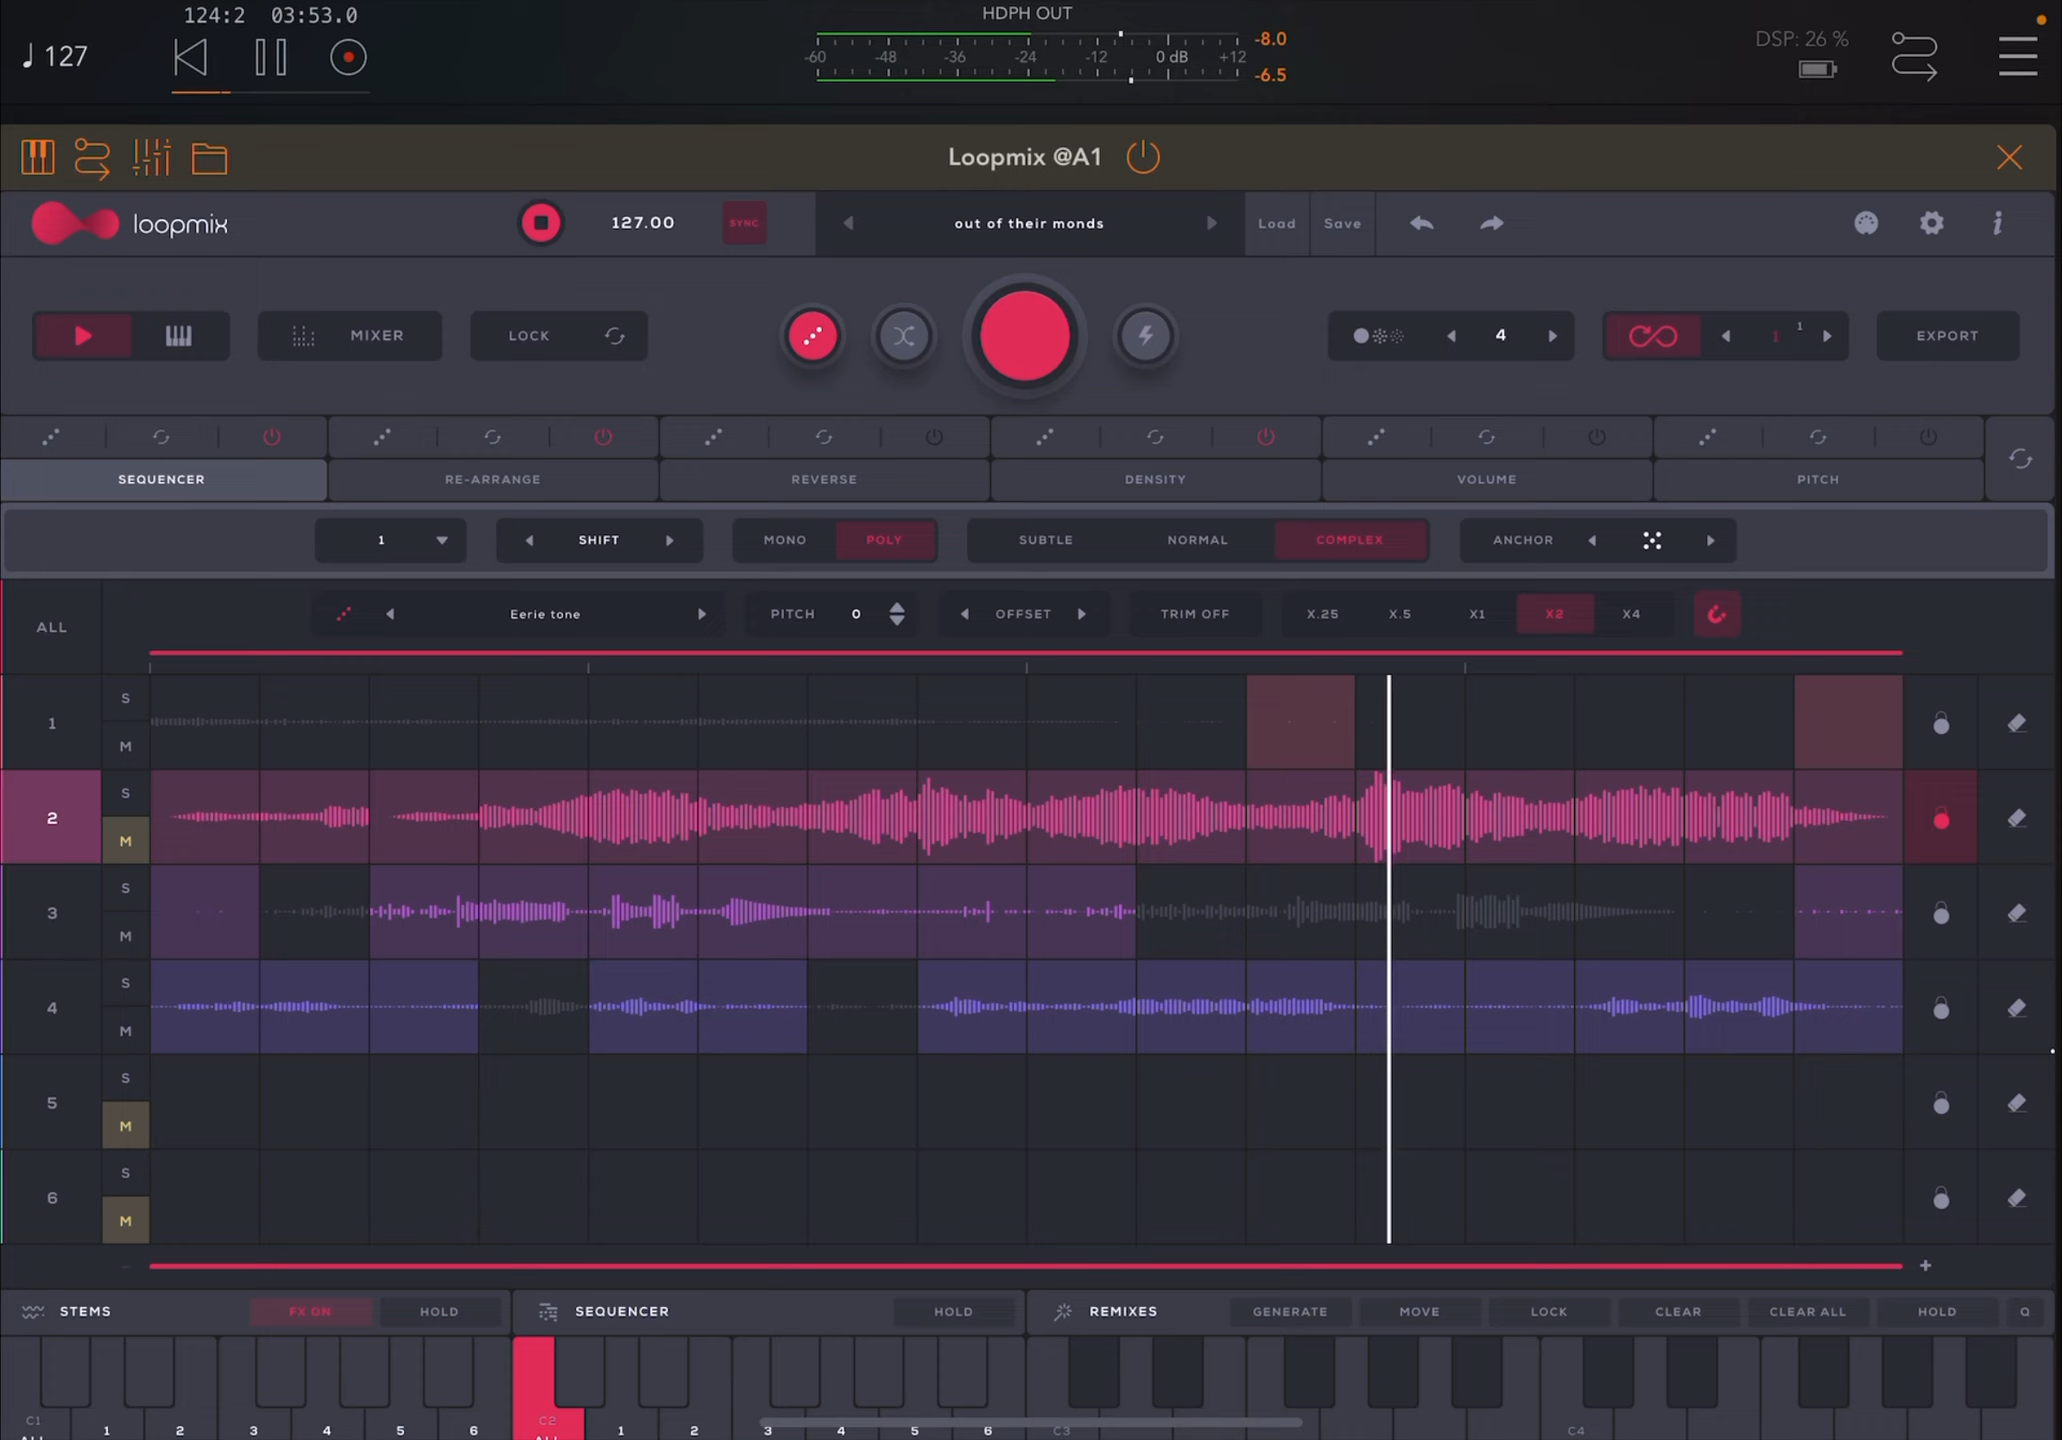 124:2 03:53.0
HDPH OUT
127
-60 -48 -36 -24 -12 0 dB +12
-8.0
-6.5
DSP: 26 %
Loopmix @A1
loopmix 127.00 SYNC out of their monds Load Save i
MIXER LOCK 4 1 1 EXPORT
SEQUENCER RE-ARRANGE REVERSE DENSITY VOLUME PITCH
1 SHIFT MONO POLY SUBTLE NORMAL COMPLEX ANCHOR
ALL Eerie tone PITCH 0 OFFSET TRIM OFF X.25 X.5 X1 X2 X4
1 S M
2 S M
3 S M
4 S M
5 S M
6 S M
- +
STEMS FX ON HOLD SEQUENCER HOLD REMIXES GENERATE MOVE LOCK CLEAR CLEAR ALL HOLD Q
C1 1 2 3 4 5 6 C2 1 2 3 4 5 6 C3 C4
ALL ALL